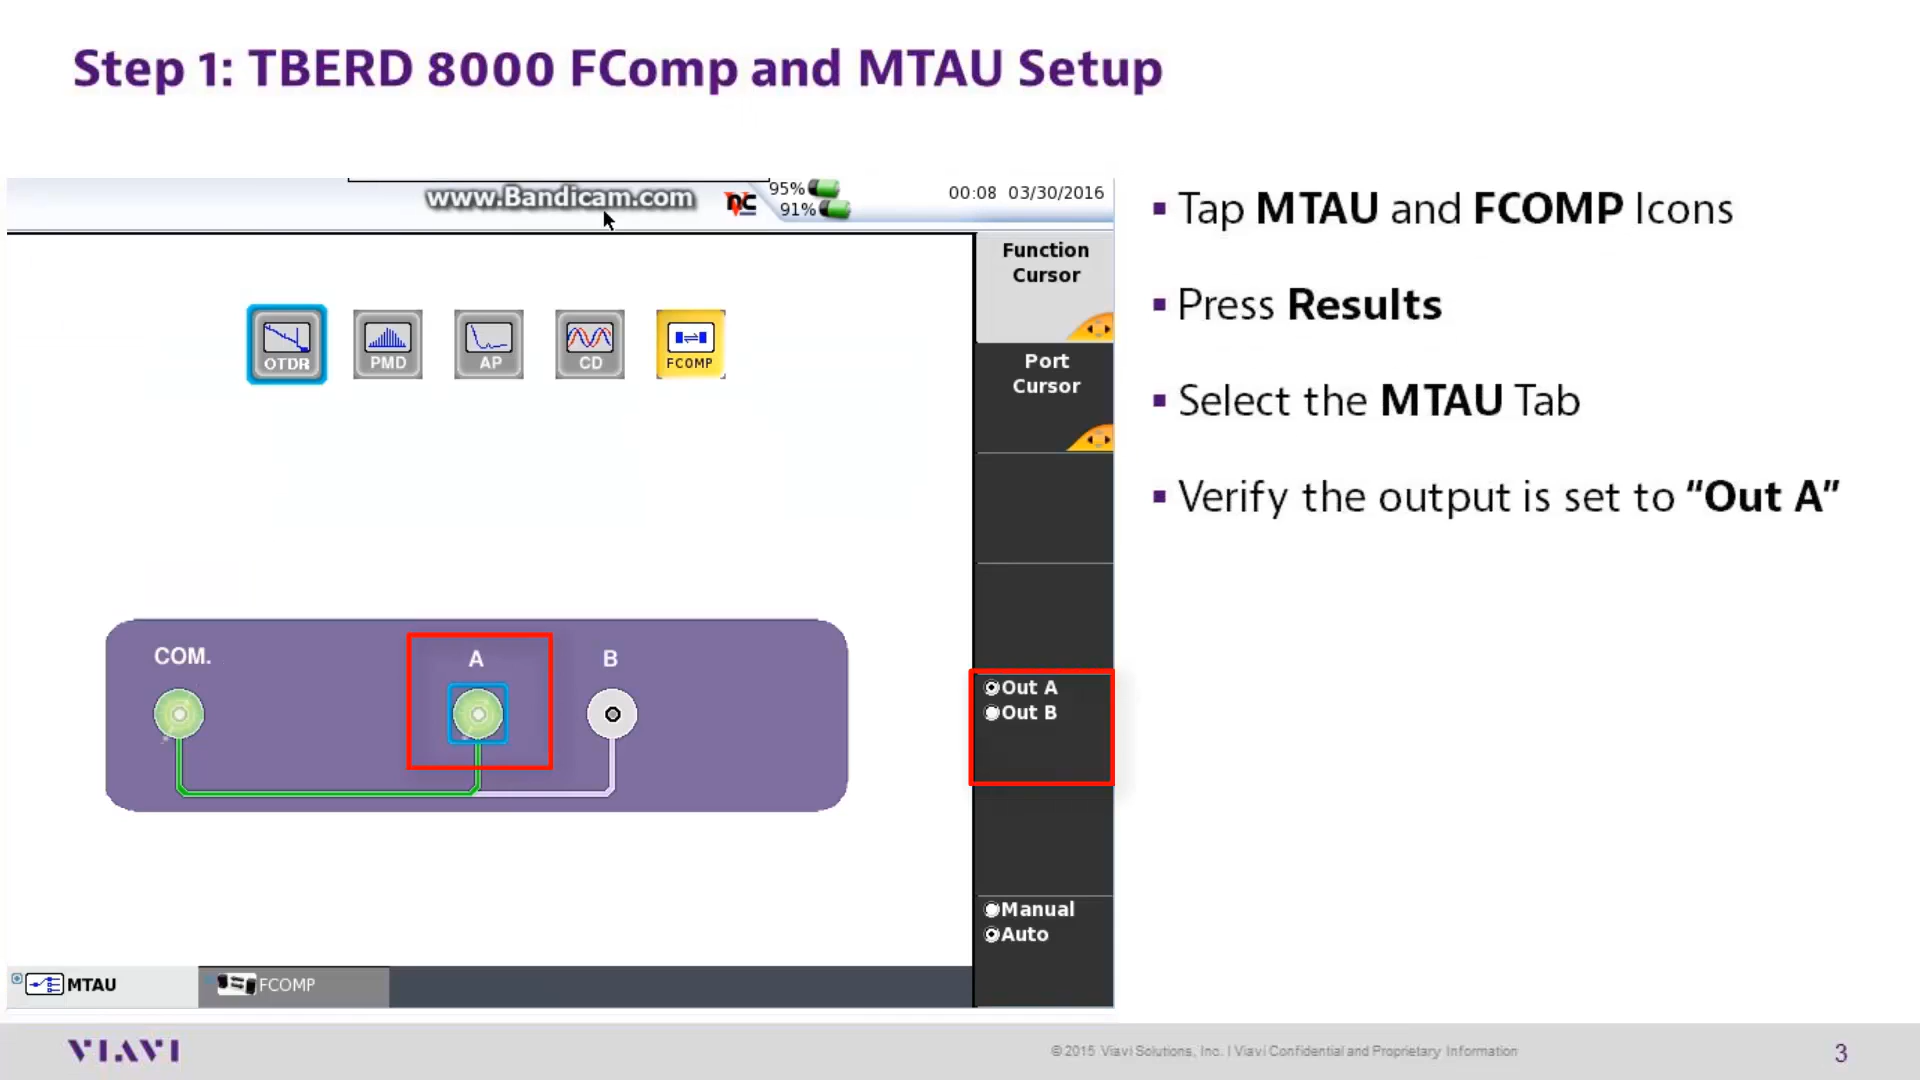 Step 1: TBERD 8000 FComp and MTAU Setup
www.Bandicam.com
95%
91%
00:08 03/30/2016
Function
Cursor
Port
Cursor
OTDR
PMD
AP
CD
FCOMP
COM.
A
B
Out A
Out B
Manual
Auto
MTAU
FCOMP
▪ Tap MTAU and FCOMP Icons
▪ Press Results
▪ Select the MTAU Tab
▪ Verify the output is set to “Out A”
VIAVI
© 2015 Viavi Solutions, Inc. | Viavi Confidential and Proprietary Information
3